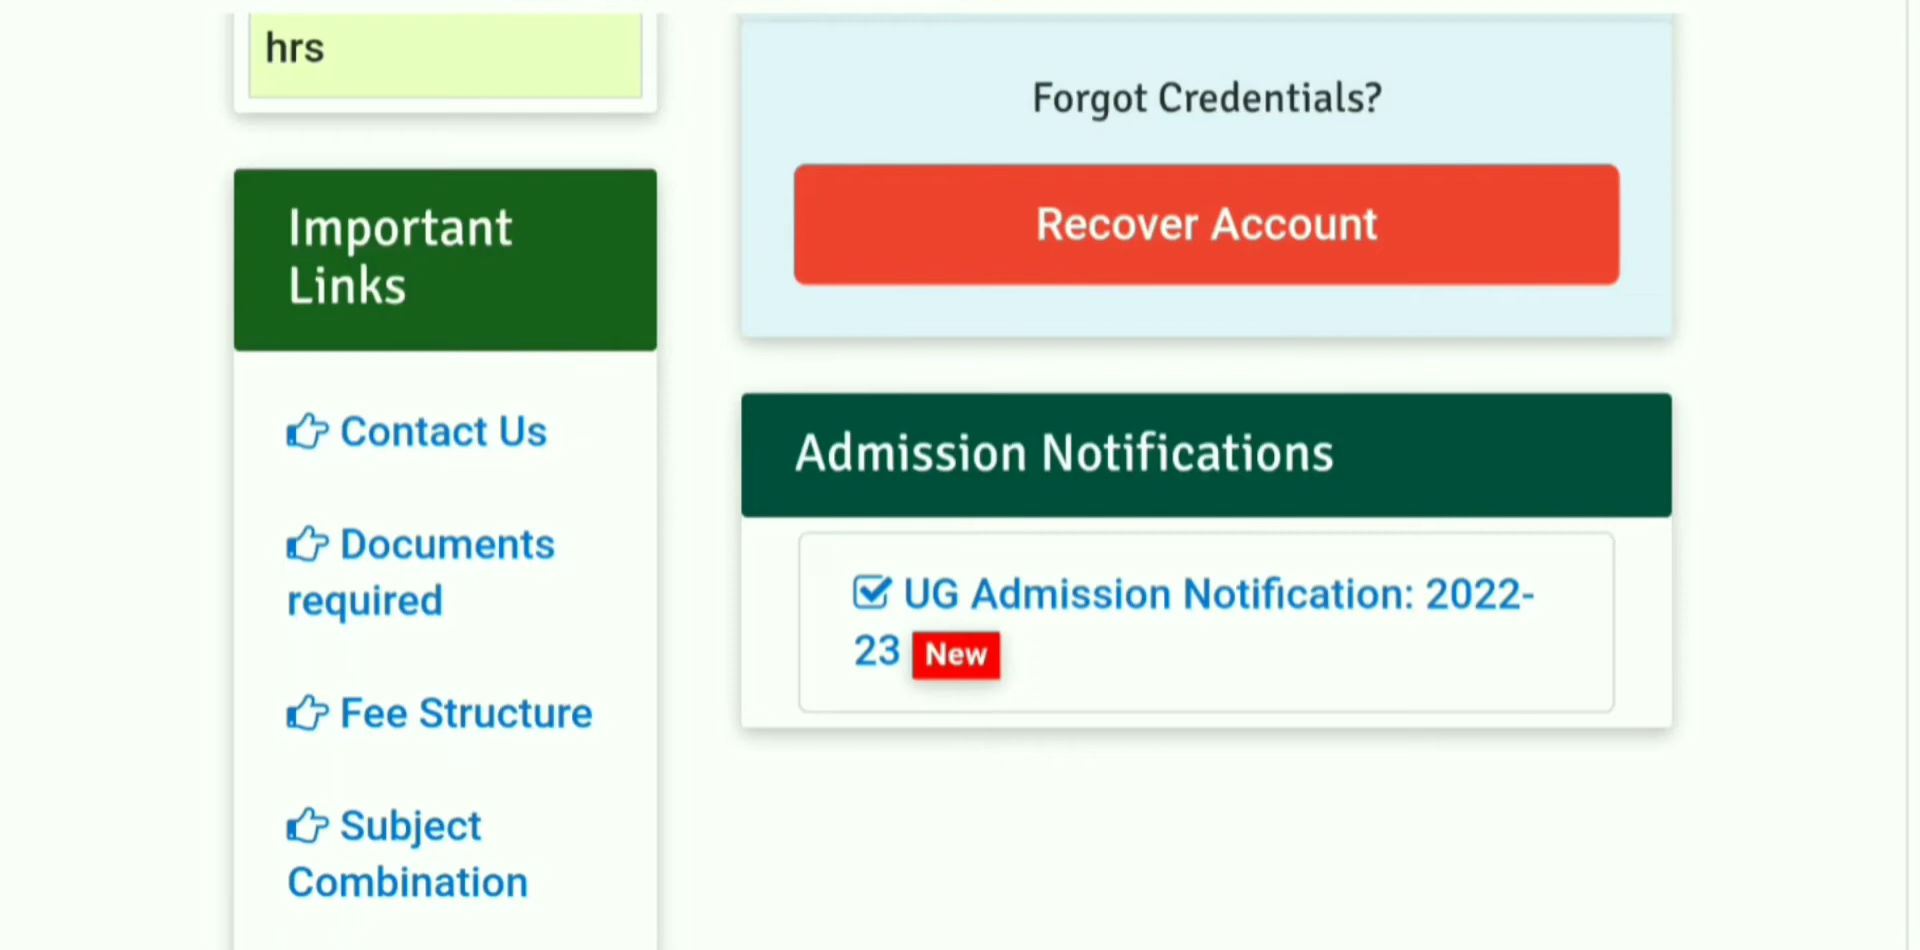 hrs
Important
Links
Contact Us
Documents
required
Fee Structure
Subject
Combination
Forgot Credentials?
Recover Account
Admission Notifications
UG Admission Notification: 2022-
23 New